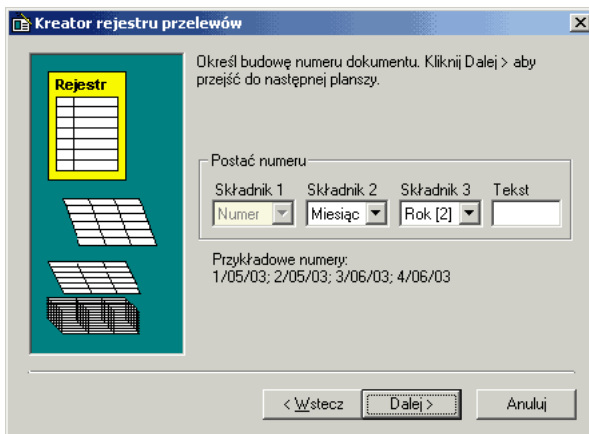 Kreator rejestru przelewów
Określ budowę numeru dokumentu. Kliknij Dalej > aby
przejść do następnej planszy.
Rejestr
Postać numeru
Składnik 1 Składnik 2 Składnik 3 Tekst
Numer Miesiąc Rok [2]
Przykładowe numery:
1/05/03; 2/05/03; 3/06/03; 4/06/03
< Wstecz Dalej > Anuluj